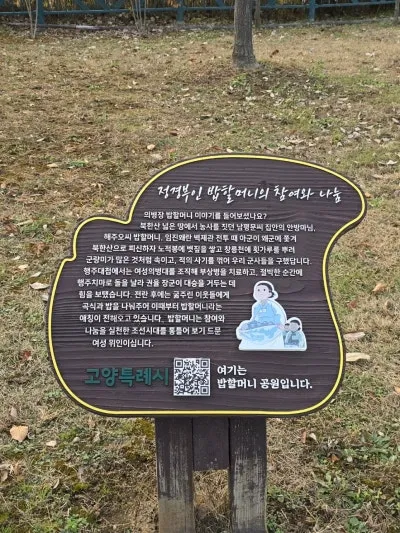 정경부인 밥할머니의 참여와 나눔
의병장 밥할머니 이야기를 들어보셨나요?
북한산 넓은 땅에서 농사를 짓던 남평문씨 집안의 안방마님,
해주오씨 밥할머니. 임진왜란 벽제관 전투 때 아군이 왜군에 쫓겨
북한산으로 피신하자 노적봉에 볏짚을 쌓고 창릉천에 횟가루를 뿌려
군량미가 많은 것처럼 속이고, 적의 사기를 꺾어 우리 군사들을 구했답니다.
행주대첩에서는 여성의병대를 조직해 부상병을 치료하고, 절박한 순간에
행주치마로 돌을 날라 권율 장군이 대승을 거두는 데
힘을 보탰습니다. 전란 후에는 굶주린 이웃들에게
곡식과 밥을 나눠주어 이때부터 밥할머니라는
애칭이 전해오고 있습니다. 밥할머니는 참여와
나눔을 실천한 조선시대를 통틀어 보기 드문
여성 위인이십니다.
고양특례시
여기는
밥할머니 공원입니다.